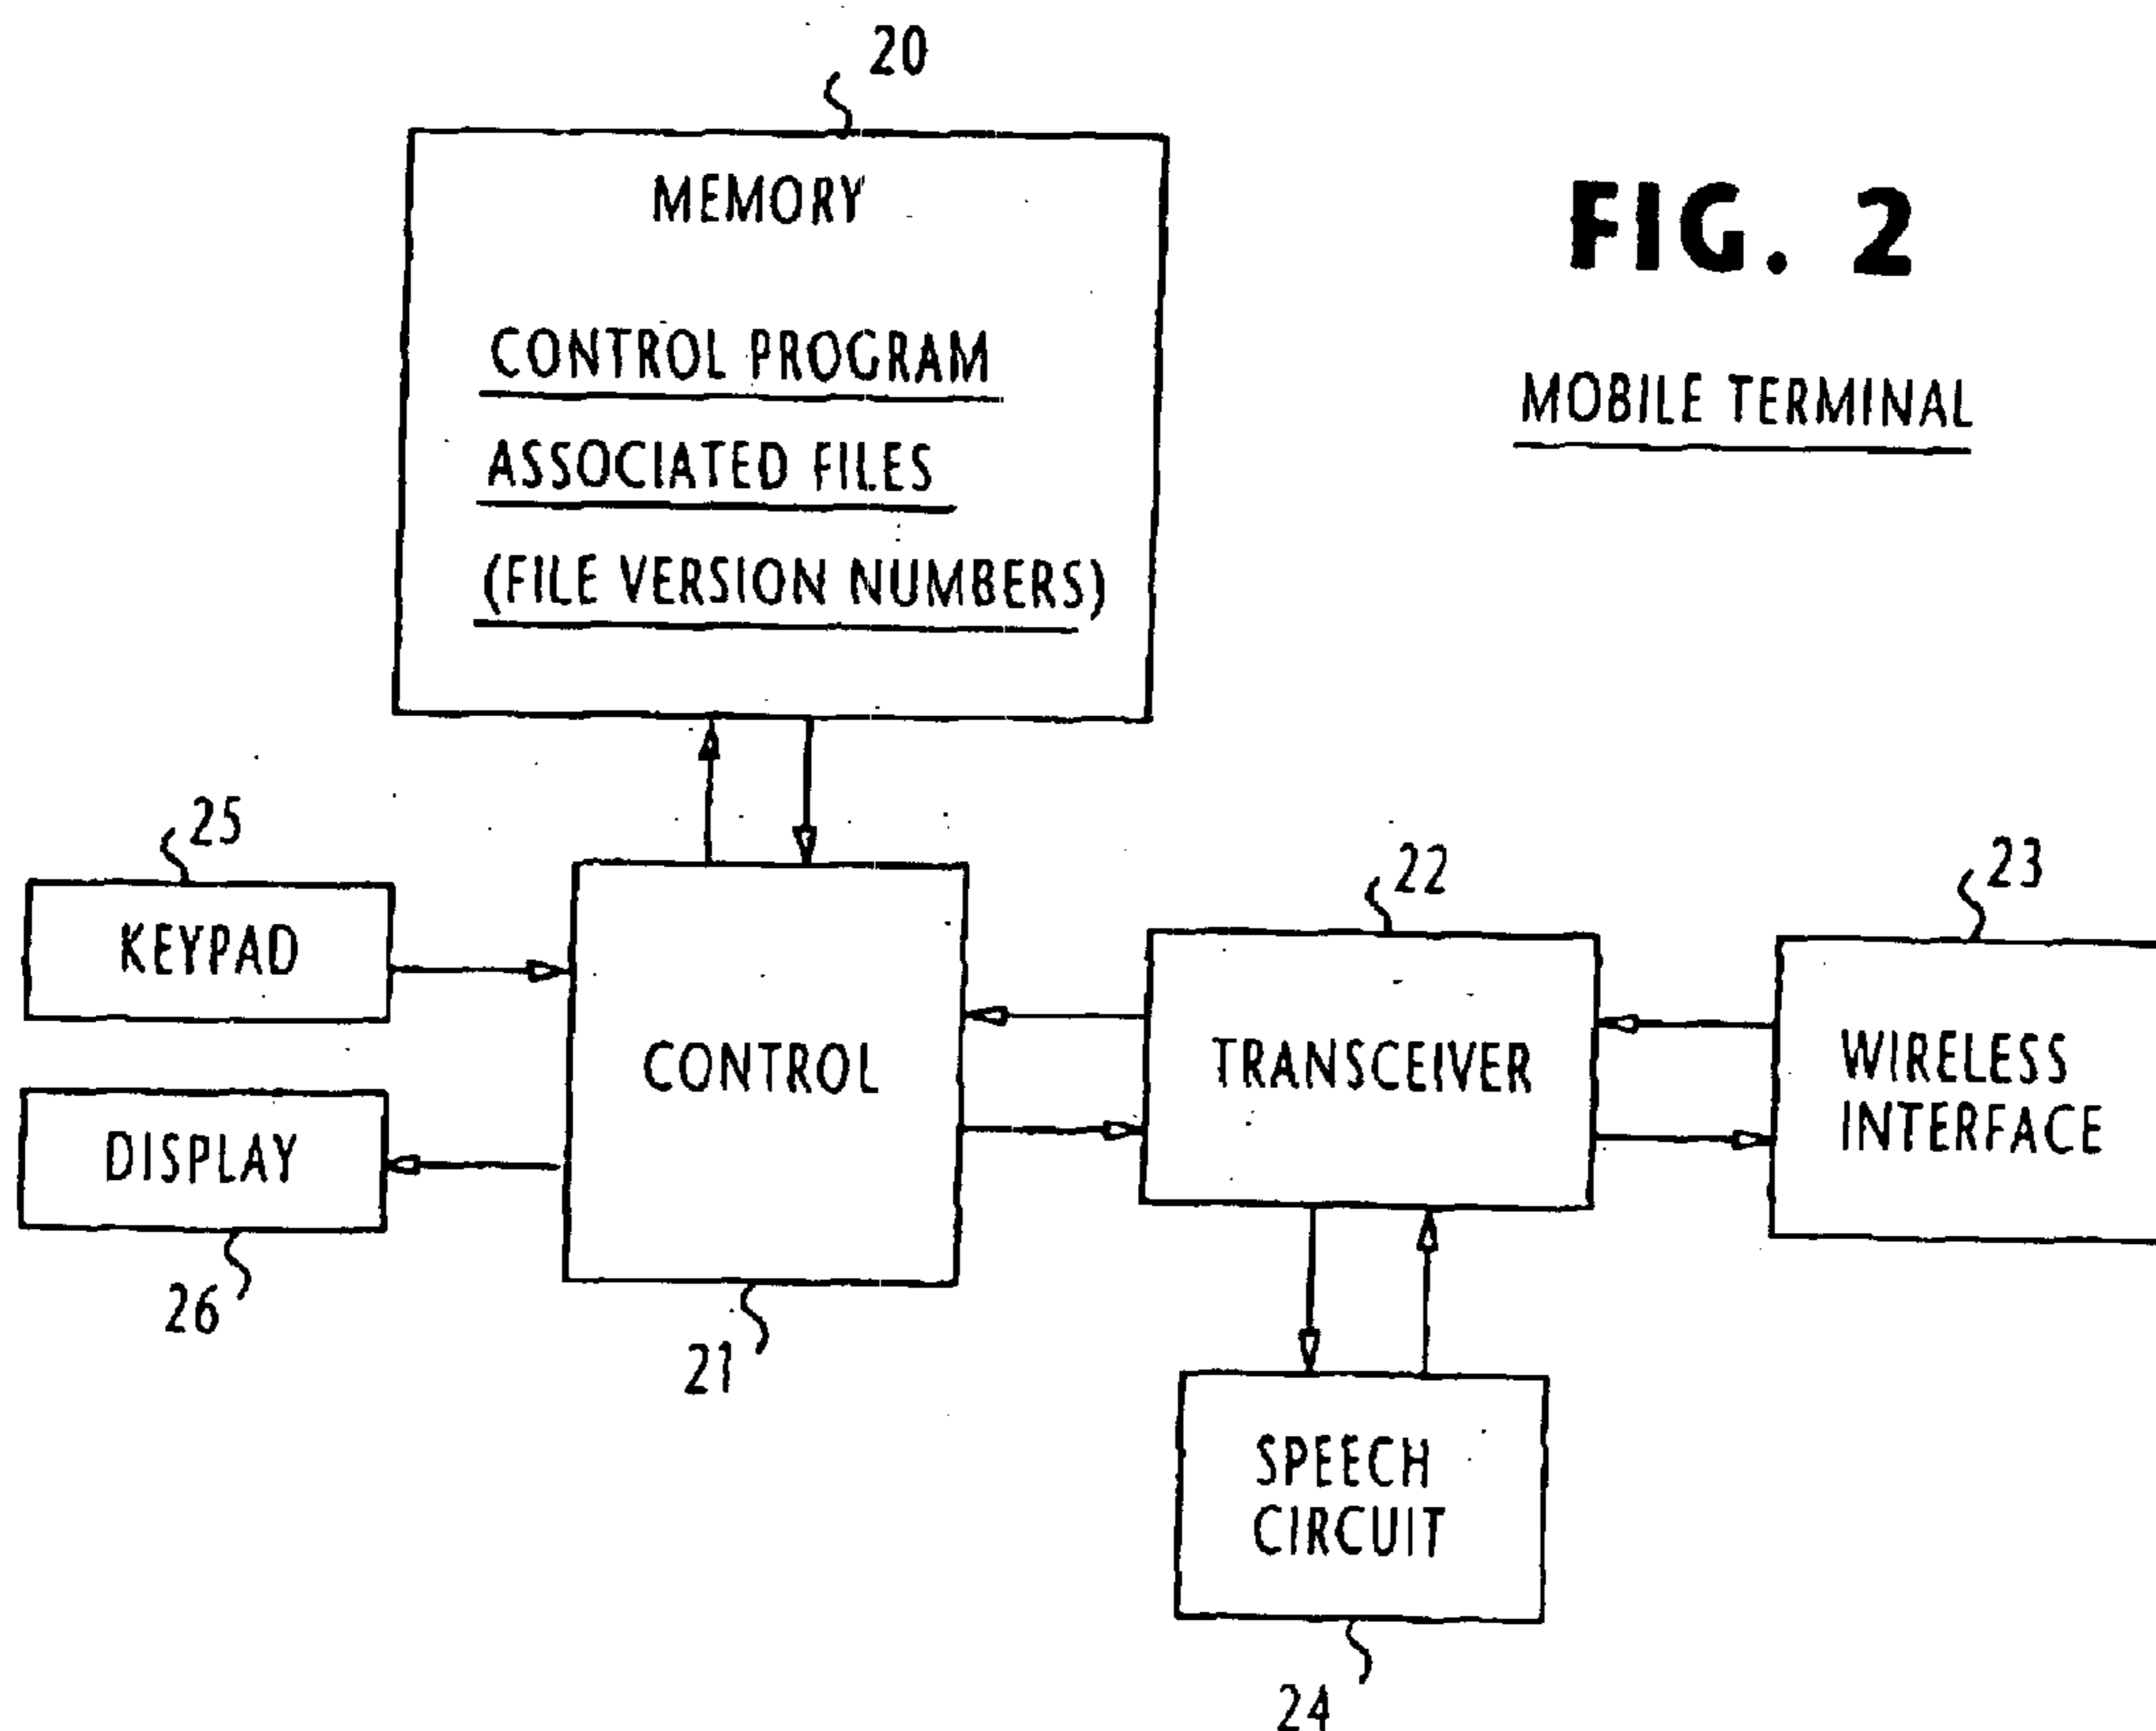 20
MEMORY
CONTROL PROGRAM
ASSOCIATED FILES
(FILE VERSION NUMBERS)
FIG. 2
MOBILE TERMINAL
25
KEYPAD
DISPLAY
26
CONTROL
21
22
TRANSCEIVER
23
WIRELESS
INTERFACE
SPEECH
CIRCUIT
24